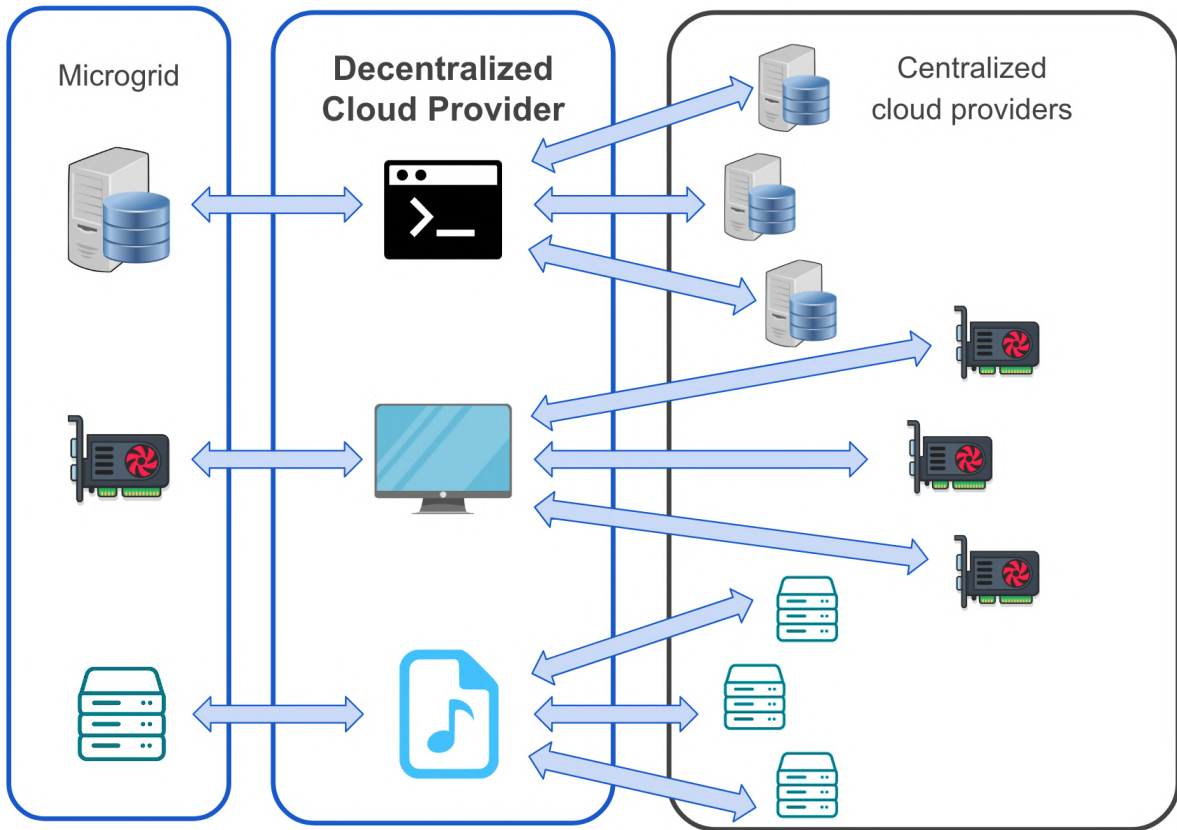 Microgrid
Decentralized
Cloud Provider
Centralized
cloud providers